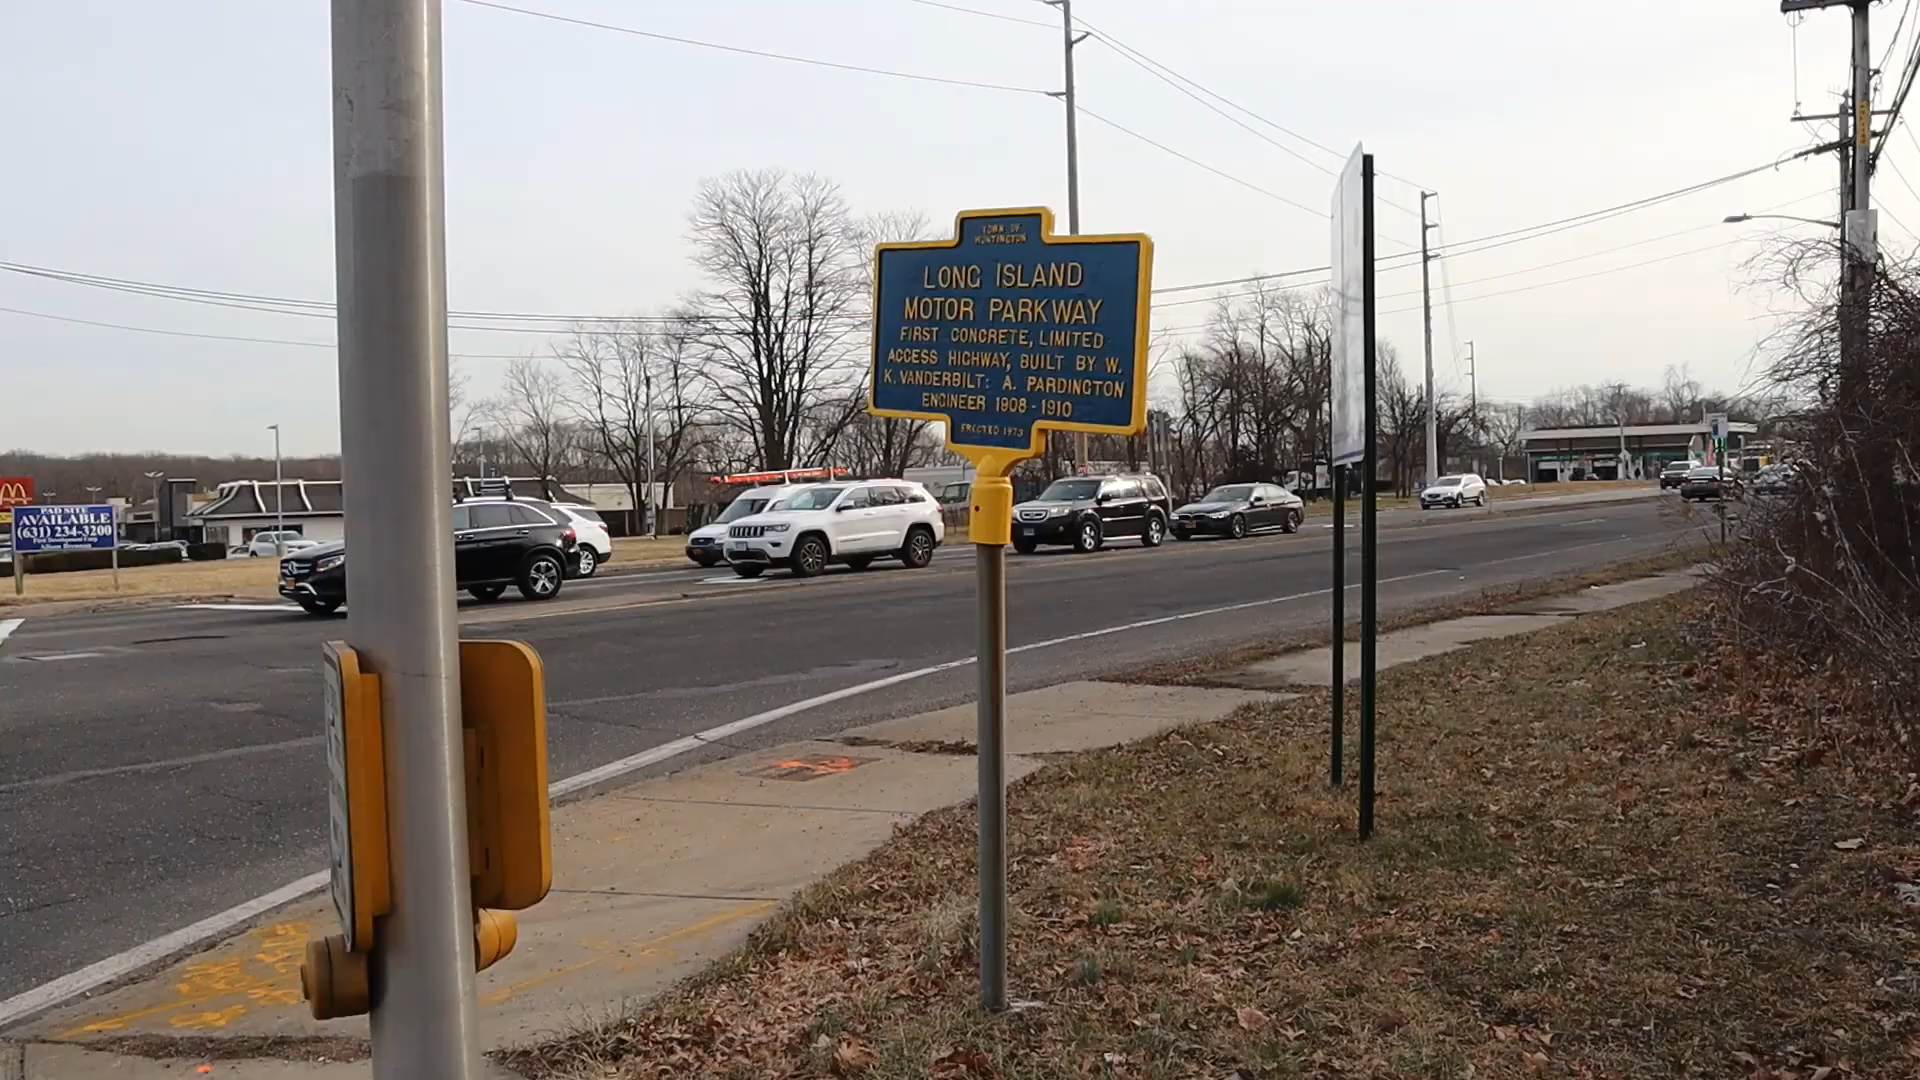 TOWN OF
HUNTINGTON
LONG ISLAND
MOTOR PARKWAY
FIRST CONCRETE, LIMITED
ACCESS HIGHWAY, BUILT BY W.
K. VANDERBILT: A. PARDINGTON
ENGINEER 1908-1910
ERECTED 1973
PAD SITE
AVAILABLE
(631) 234-3200